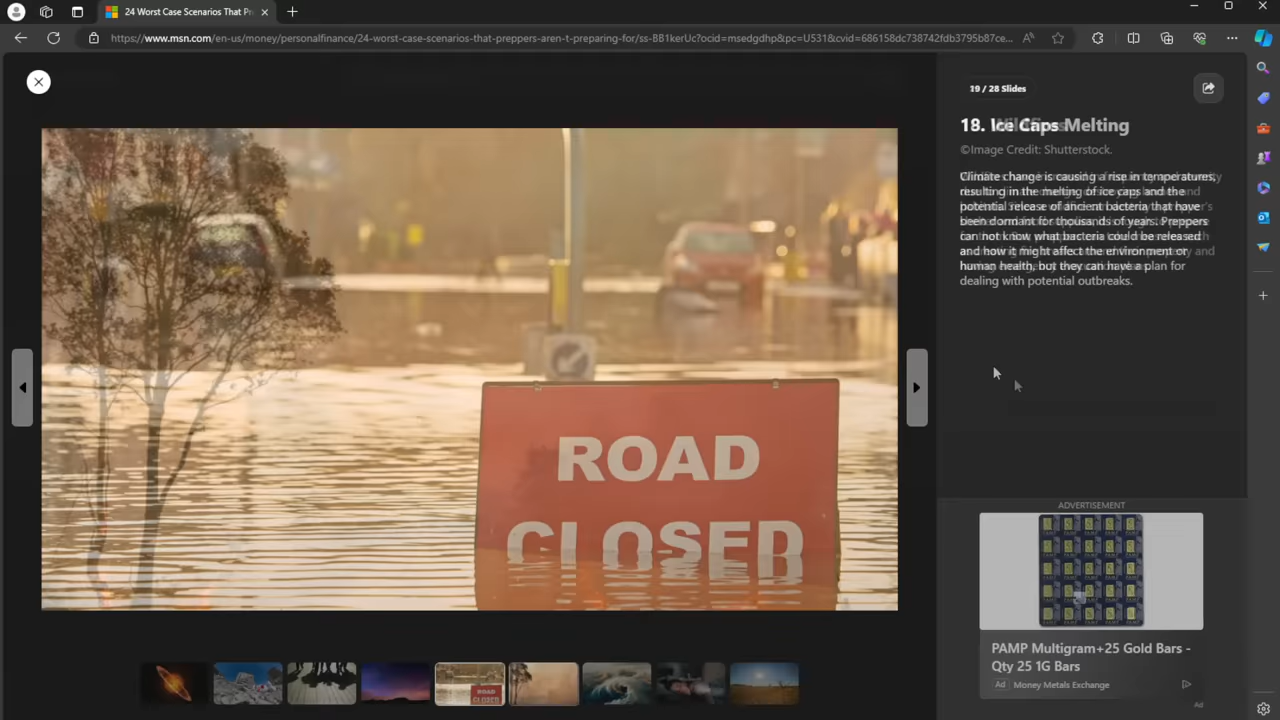 24 Worst Case Scenarios That Pr
https://www.msn.com/en-us/money/personalfinance/24-worst-case-scenarios-that-preppers-aren-t-preparing-for/ss-BB1kerUc?ocid=msedgdhp&pc=U531&cvid=686158dc738742fdb3795b87ce...
19 / 28 Slides
18. Ice Caps Melting
©Image Credit: Shutterstock.
Climate change is causing a rise in temperatures,
resulting in the melting of ice caps and the
potential release of ancient bacteria that have
been dormant for thousands of years. Preppers
can not know what bacteria could be released
as and how it might affect the environment or
human health, but they can have a plan for
dealing with potential outbreaks.
ROAD
CLOSED
ADVERTISEMENT
PAMP Multigram+25 Gold Bars -
Qty 25 1G Bars
Ad Money Metals Exchange
Ad
ROAD
CLOSED